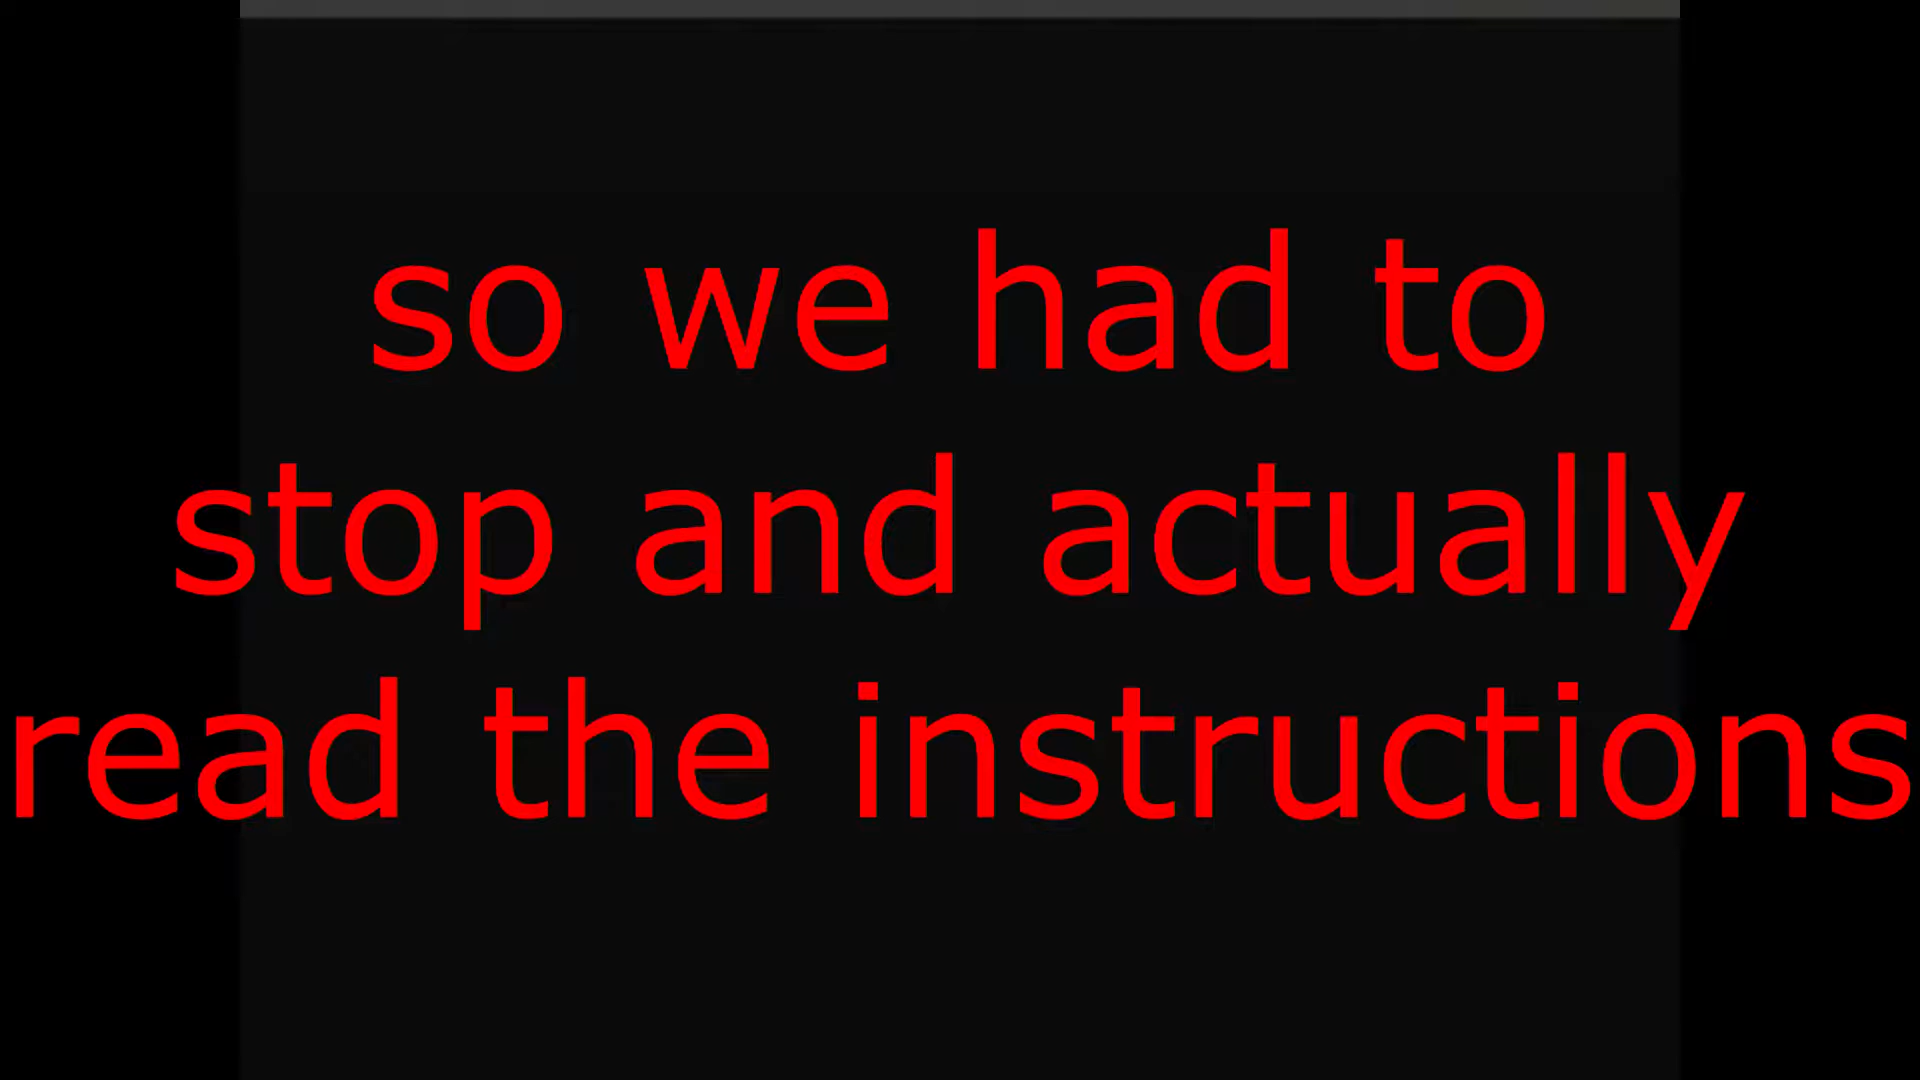 so we had to
stop and actually
read the instructions